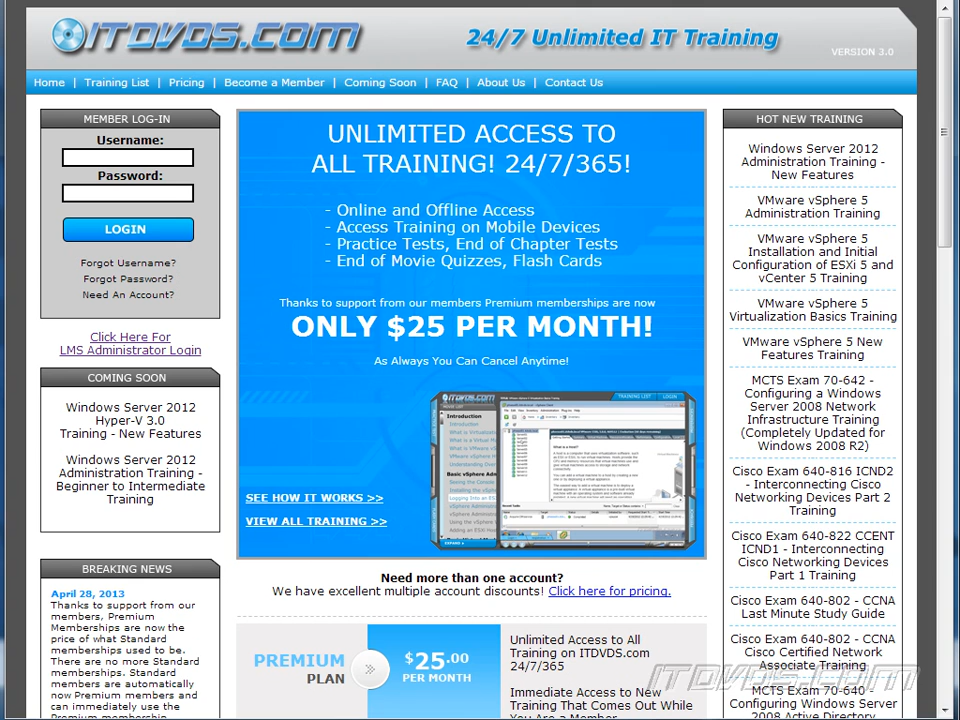 ITDVDS.COM
24/7 Unlimited IT Training
VERSION 3.0
Home | Training List | Pricing | Become a Member | Coming Soon | FAQ | About Us | Contact Us
MEMBER LOG-IN
Username:
Password:
LOGIN
Forgot Username?
Forgot Password?
Need An Account?
Click Here For
LMS Administrator Login
COMING SOON
Windows Server 2012
Hyper-V 3.0
Training - New Features
Windows Server 2012
Administration Training -
Beginner to Intermediate
Training
BREAKING NEWS
April 28, 2013
Thanks to support from our
members, Premium
Memberships are now the
price of what Standard
memberships used to be.
There are no more Standard
memberships. Standard
members are automatically
now Premium members and
can immediately use the
Premium membership
UNLIMITED ACCESS TO
ALL TRAINING! 24/7/365!
- Online and Offline Access
- Access Training on Mobile Devices
- Practice Tests, End of Chapter Tests
- End of Movie Quizzes, Flash Cards
Thanks to support from our members Premium memberships are now
ONLY $25 PER MONTH!
As Always You Can Cancel Anytime!
SEE HOW IT WORKS >>
VIEW ALL TRAINING >>
ITDVDS.COM
TRAINING LIST
LOGIN
Introduction
Need more than one account?
We have excellent multiple account discounts! Click here for pricing.
PREMIUM
PLAN
$25.00
PER MONTH
Unlimited Access to All
Training on ITDVDS.com
24/7/365
Immediate Access to New
Training That Comes Out While
You Are a Member
HOT NEW TRAINING
Windows Server 2012
Administration Training -
New Features
VMware vSphere 5
Administration Training
VMware vSphere 5
Installation and Initial
Configuration of ESXi 5 and
vCenter 5 Training
VMware vSphere 5
Virtualization Basics Training
VMware vSphere 5 New
Features Training
MCTS Exam 70-642 -
Configuring a Windows
Server 2008 Network
Infrastructure Training
(Completely Updated for
Windows 2008 R2)
Cisco Exam 640-816 ICND2
- Interconnecting Cisco
Networking Devices Part 2
Training
Cisco Exam 640-822 CCENT
ICND1 - Interconnecting
Cisco Networking Devices
Part 1 Training
Cisco Exam 640-802 - CCNA
Last Minute Study Guide
Cisco Exam 640-802 - CCNA
Cisco Certified Network
Associate Training
MCTS Exam 70-640 -
Configuring Windows Server
2008 Active Directory
ITDVDS.COM